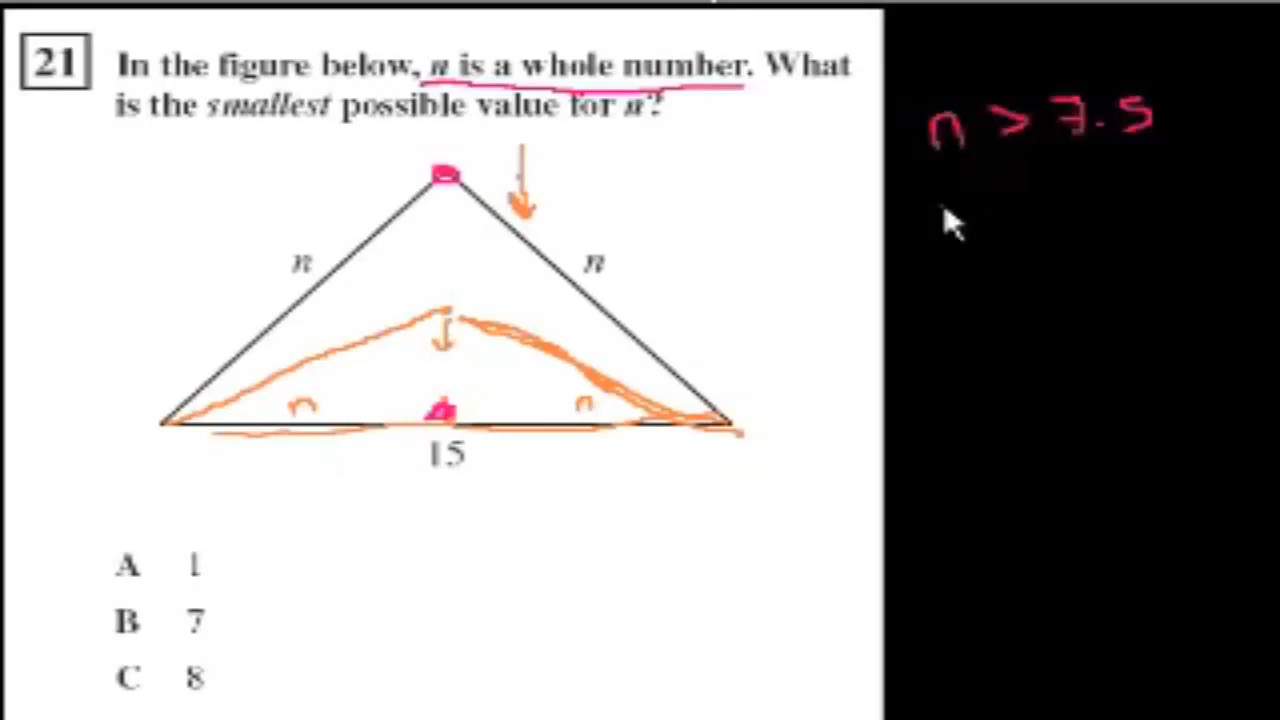 21 In the figure below, n is a whole number. What
is the smallest possible value for n?
n > 7.5
n n
n n
15
A 1
B 7
C 8